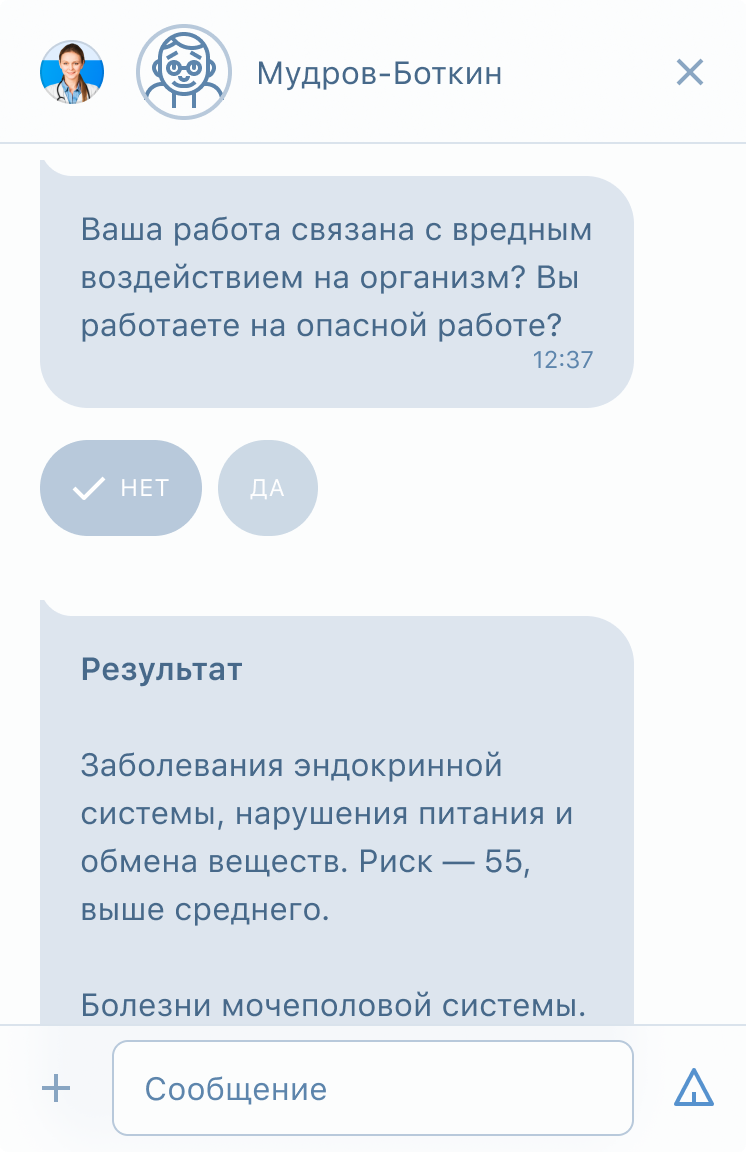 Мудров-Боткин
Ваша работа связана с вредным
воздействием на организм? Вы
работаете на опасной работе?
12:37
НЕТ
ДА
Результат
Заболевания эндокринной
системы, нарушения питания и
обмена веществ. Риск — 55,
выше среднего.
Болезни мочеполовой системы.
Сообщение